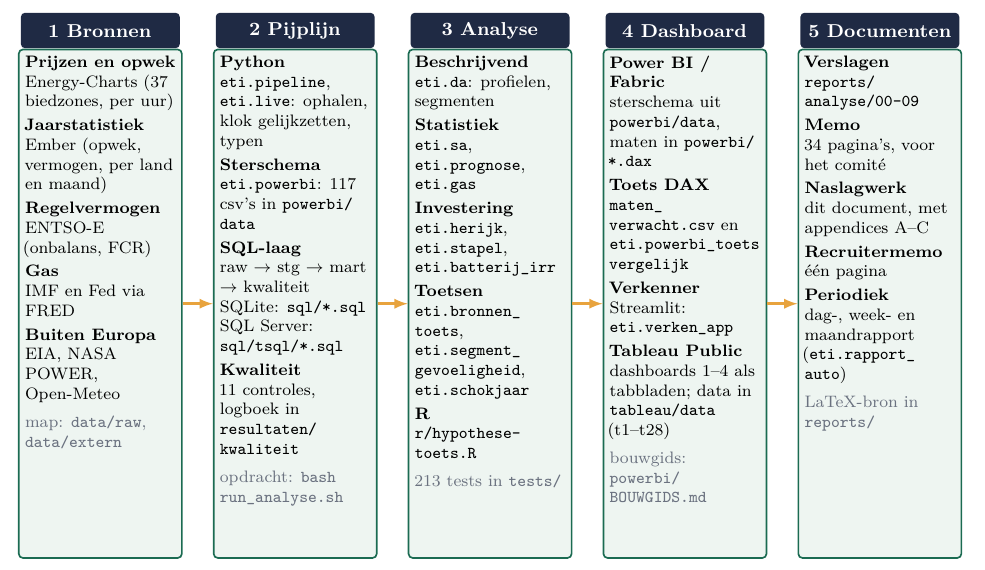 1 Bronnen
Prijzen en opwek
Energy-Charts (37
biedzones, per uur)
Jaarstatistiek
Ember (opwek,
vermogen, per land
en maand)
Regelvermogen
ENTSO-E
(onbalans, FCR)
Gas
IMF en Fed via
FRED
Buiten Europa
EIA, NASA
POWER,
Open-Meteo
map: data/raw,
data/extern
2 Pijplijn
Python
eti.pipeline,
eti.live: ophalen,
klok gelijkzetten,
typen
Sterschema
eti.powerbi: 117
csv's in powerbi/
data
SQL-laag
raw → stg → mart
→ kwaliteit
SQLite: sql/*.sql
SQL Server:
sql/tsql/*.sql
Kwaliteit
11 controles,
logboek in
resultaten/
kwaliteit
opdracht: bash
run_analyse.sh
3 Analyse
Beschrijvend
eti.da: profielen,
segmenten
Statistiek
eti.sa,
eti.prognose,
eti.gas
Investering
eti.herijk,
eti.stapel,
eti.batterij_irr
Toetsen
eti.bronnen_
toets,
eti.segment_
gevoeligheid,
eti.schokjaar
R
r/hypothese-
toets.R
213 tests in tests/
4 Dashboard
Power BI /
Fabric
sterschema uit
powerbi/data,
maten in powerbi/
*.dax
Toets DAX
maten_
verwacht.csv en
eti.powerbi_toets
vergelijk
Verkenner
Streamlit:
eti.verken_app
Tableau Public
dashboards 1–4 als
tabbladen; data in
tableau/data
(t1–t28)
bouwgids:
powerbi/
BOUWGIDS.md
5 Documenten
Verslagen
reports/
analyse/00-09
Memo
34 pagina's, voor
het comité
Naslagwerk
dit document, met
appendices A–C
Recruitermemo
één pagina
Periodiek
dag-, week- en
maandrapport
(eti.rapport_
auto)
LaTeX-bron in
reports/